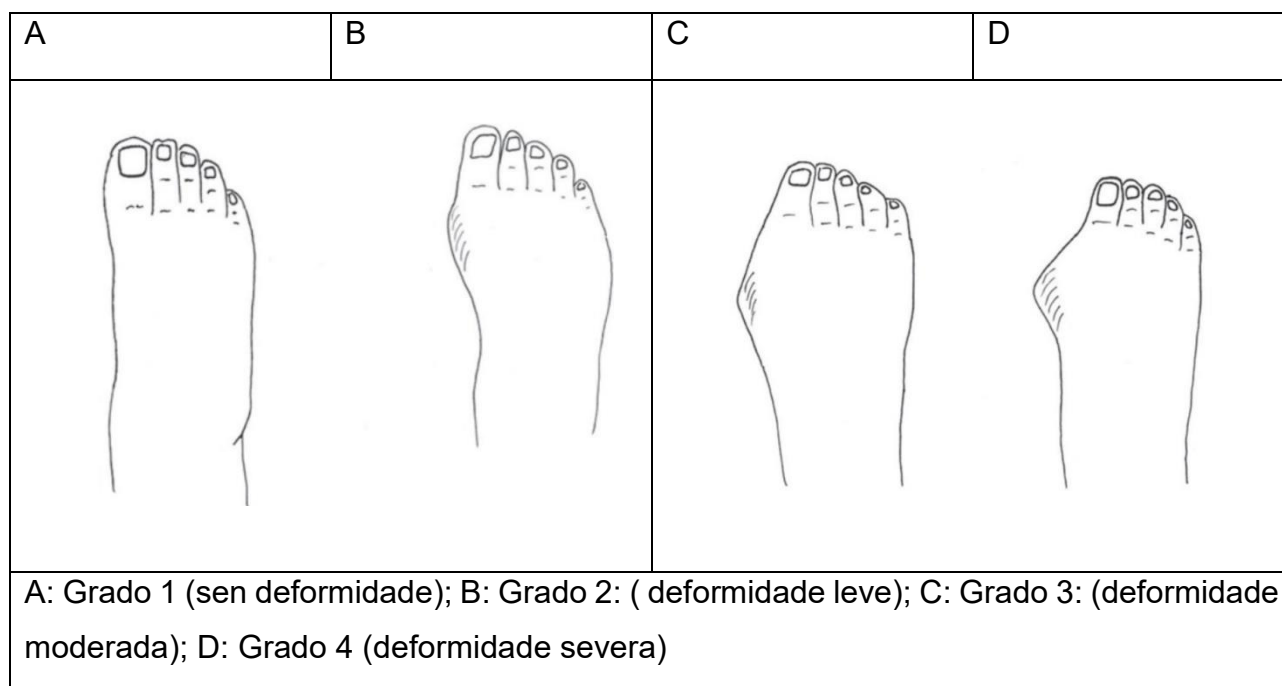 A
B
C
D
A: Grado 1 (sen deformidade); B: Grado 2: ( deformidade leve); C: Grado 3: (deformidade
moderada); D: Grado 4 (deformidade severa)